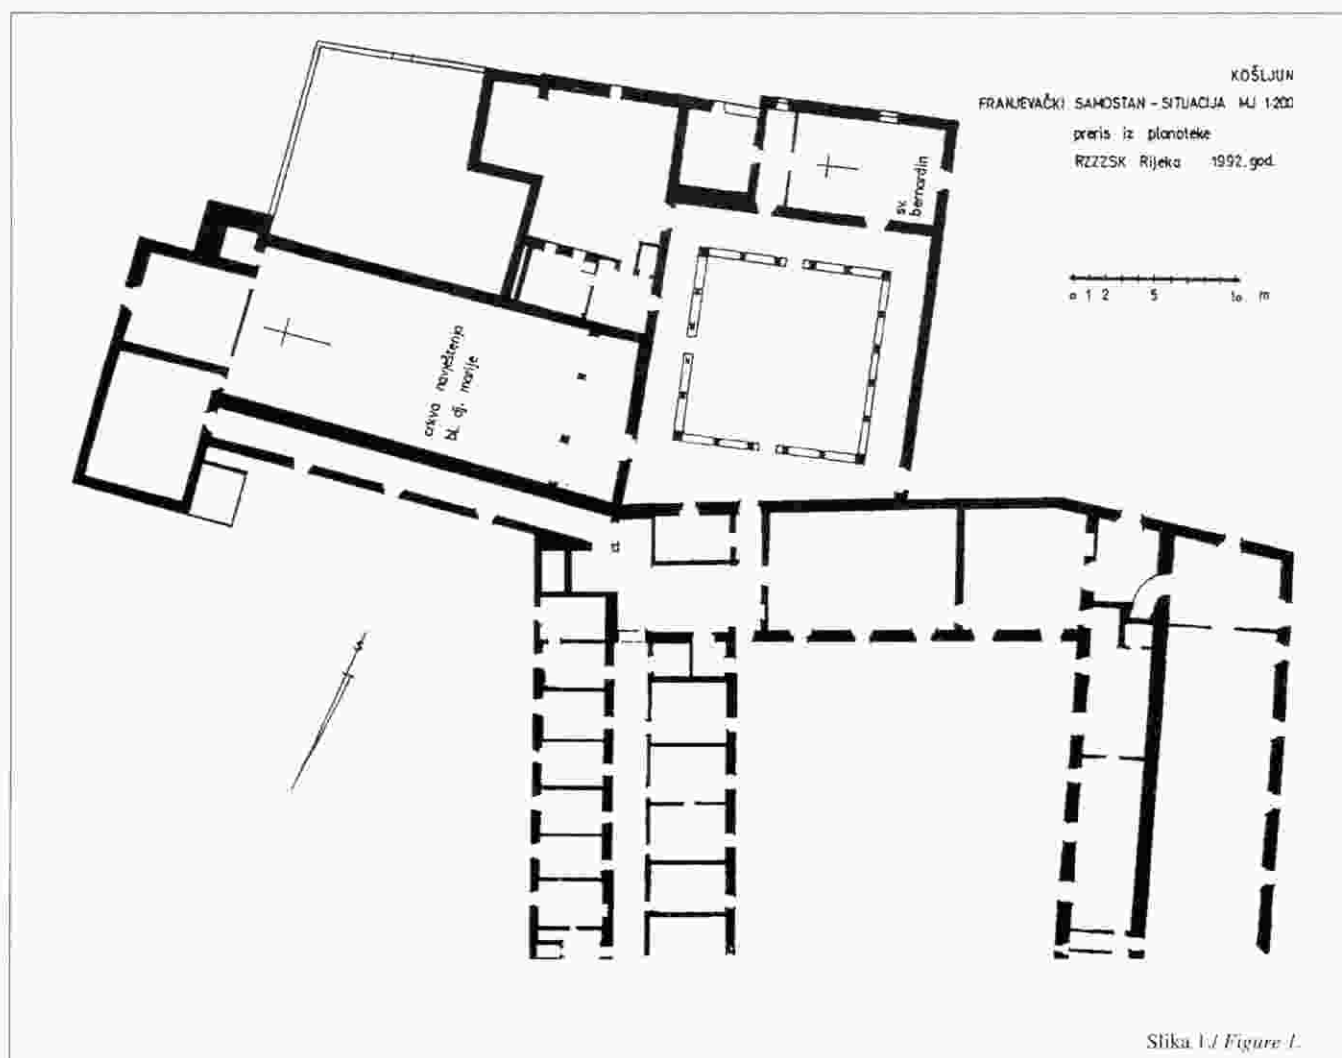 KOŠLJUN
FRANJEVAČKI SAMOSTAN – SITUACIJA MJ 1:200
preris iz planoteke
RZZZSK Rijeka 1992. god.
sv. bernardin
0 1 2 5 10 m
crkva navještenja
bl. dj. marije
S
Slika 1./ Figure 1.